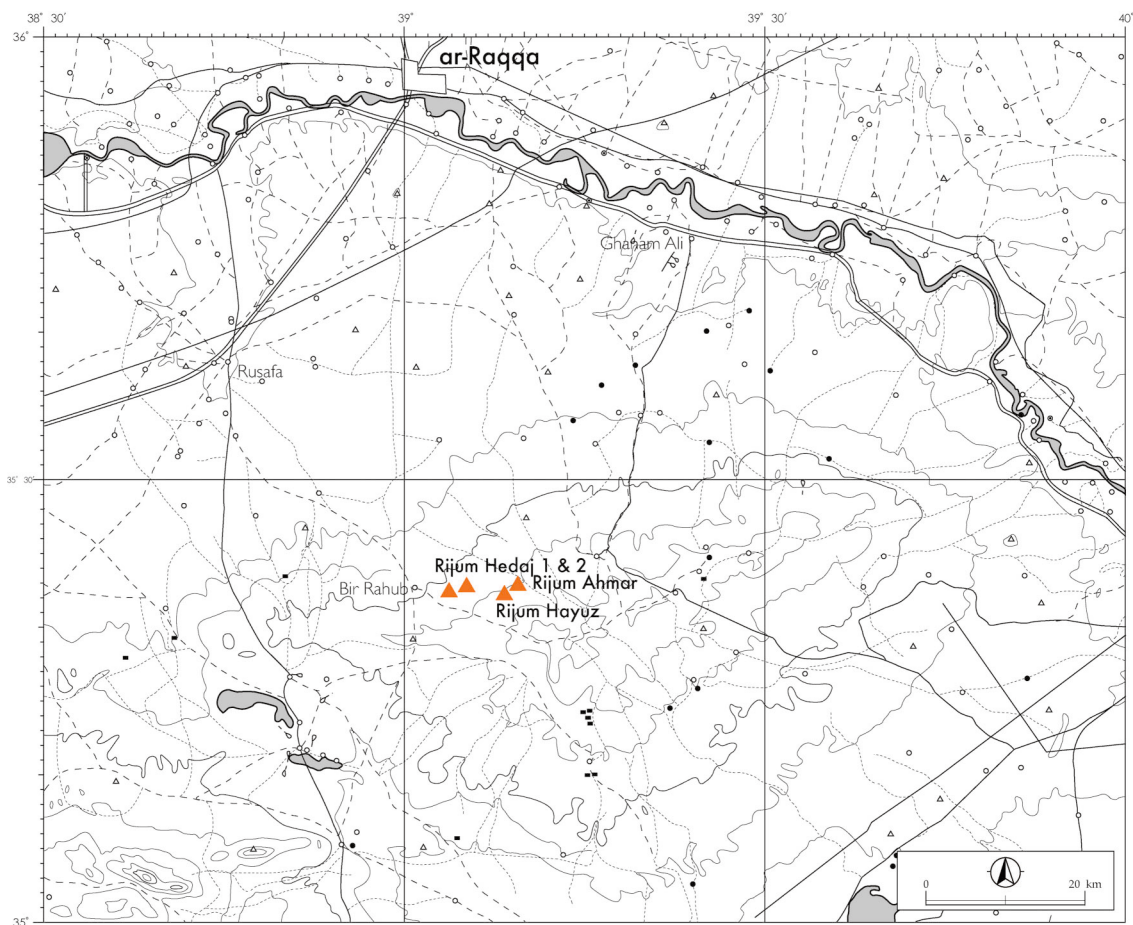 38° 30'
39°
39° 30'
40°
36°
ar-Raqqa
Ghanam Ali
Rusafa
35° 30'
Rijum Hedaj 1 & 2
Bir Rahub
Rijum Ahmar
Rijum Hayuz
0
20 km
35°